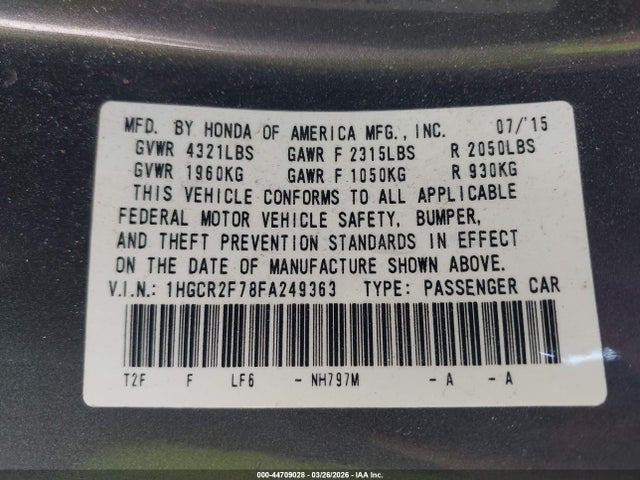 MFD. BY HONDA OF AMERICA MFG., INC. 07/'15
GVWR 4321LBS GAWR F 2315LBS R 2050LBS
GVWR 1960KG GAWR F 1050KG R 930KG
THIS VEHICLE CONFORMS TO ALL APPLICABLE
FEDERAL MOTOR VEHICLE SAFETY, BUMPER,
AND THEFT PREVENTION STANDARDS IN EFFECT
ON THE DATE OF MANUFACTURE SHOWN ABOVE.
V.I.N.: 1HGCR2F78FA249363 TYPE: PASSENGER CAR
T2F F LF6 - NH797M - A - A
000-44709028 | 03/26/2026 | IAA Inc.